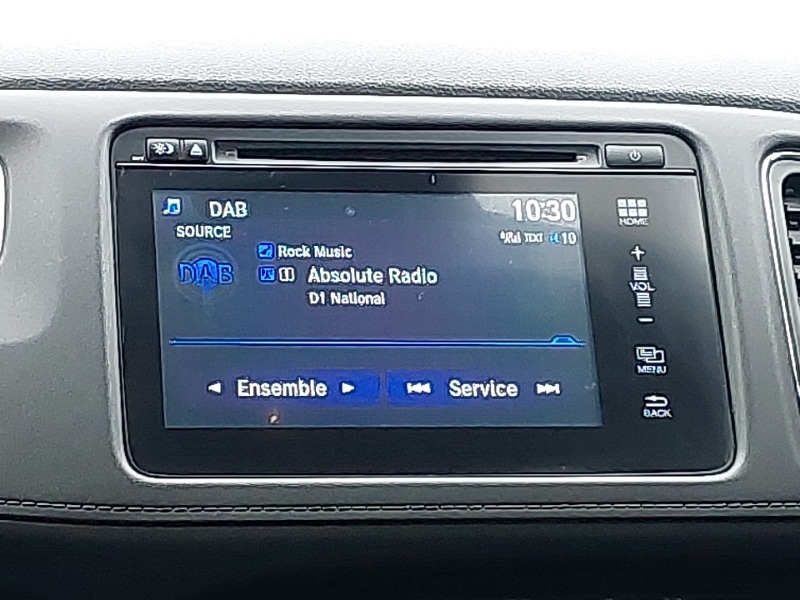 DAB
10:30
SOURCE
TEXT 10
DAB
Rock Music
Absolute Radio
D1 National
Ensemble
Service
HOME
+
VOL
-
MENU
BACK